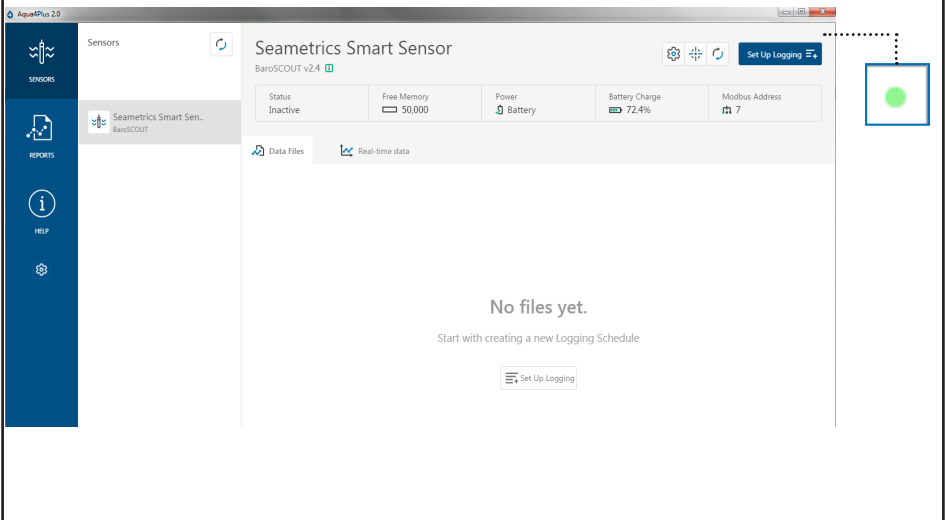 Aqua4Plus 2.0
SENSORS
REPORTS
HELP
Sensors
Seametrics Smart Sen..
BaroSCOUT
Seametrics Smart Sensor
BaroSCOUT v2.4
Set Up Logging
Status
Inactive
Free Memory
50,000
Power
Battery
Battery Charge
72.4%
Modbus Address
7
Data Files
Real-time data
No files yet.
Start with creating a new Logging Schedule
Set Up Logging